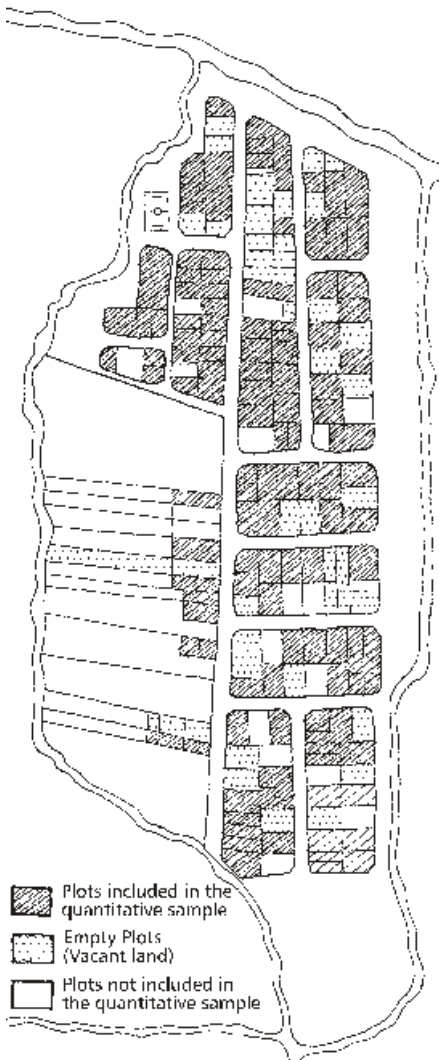 Plots included in the
quantitative sample
Empty Plots
(Vacant land)
Plots not included in
the quantitative sample